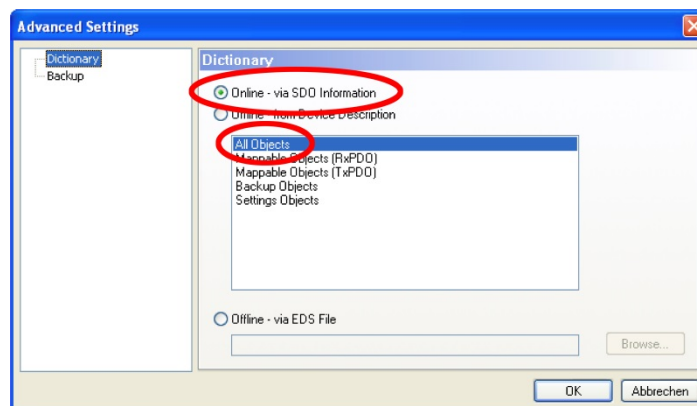 Advanced Settings
Dictionary
Backup
Dictionary
Online - via SDO Information
Offline - from Device Description
All Objects
Mappable Objects (RxPDO)
Mappable Objects (TxPDO)
Backup Objects
Settings Objects
Offline - via EDS File
Browse...
OK
Abbrechen